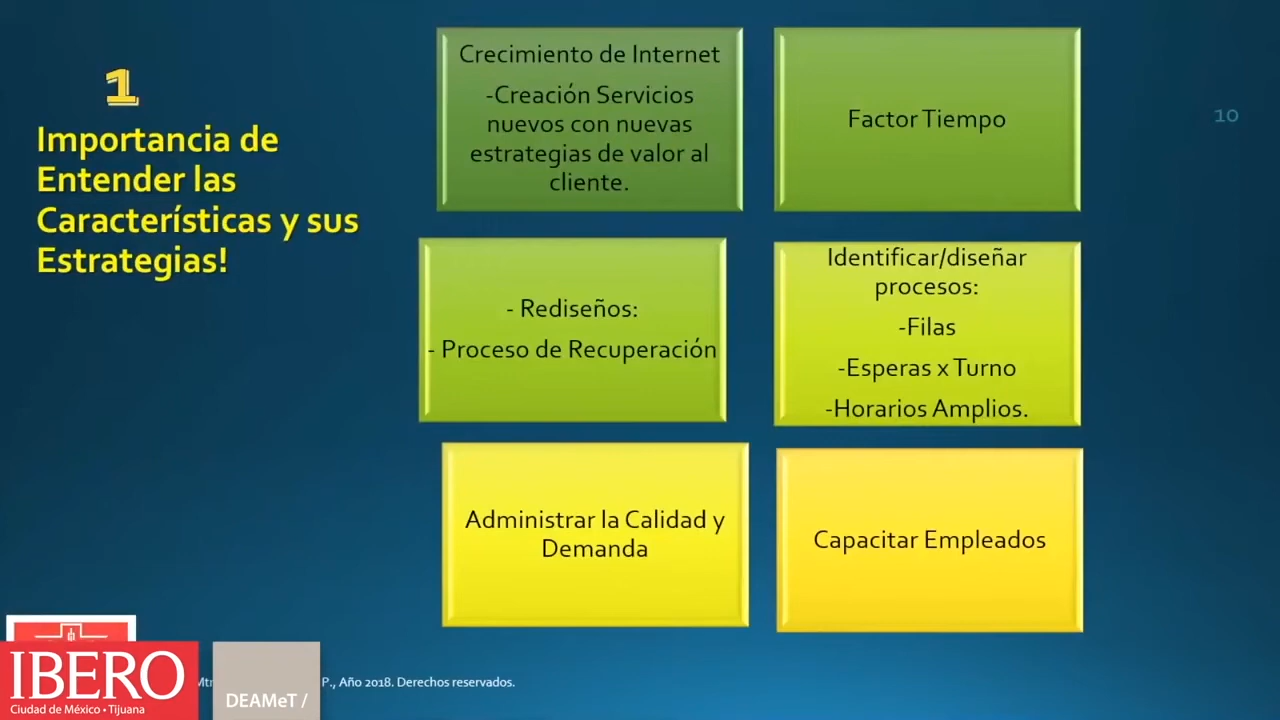 1
Importancia de
Entender las
Características y sus
Estrategias!
Crecimiento de Internet
-Creación Servicios
nuevos con nuevas
estrategias de valor al
cliente.
Factor Tiempo
10
- Rediseños:
- Proceso de Recuperación
Identificar/diseñar
procesos:
-Filas
-Esperas x Turno
-Horarios Amplios.
Administrar la Calidad y
Demanda
Capacitar Empleados
IBERO
Ciudad de México • Tijuana
DEAMeT /
P., Año 2018. Derechos reservados.